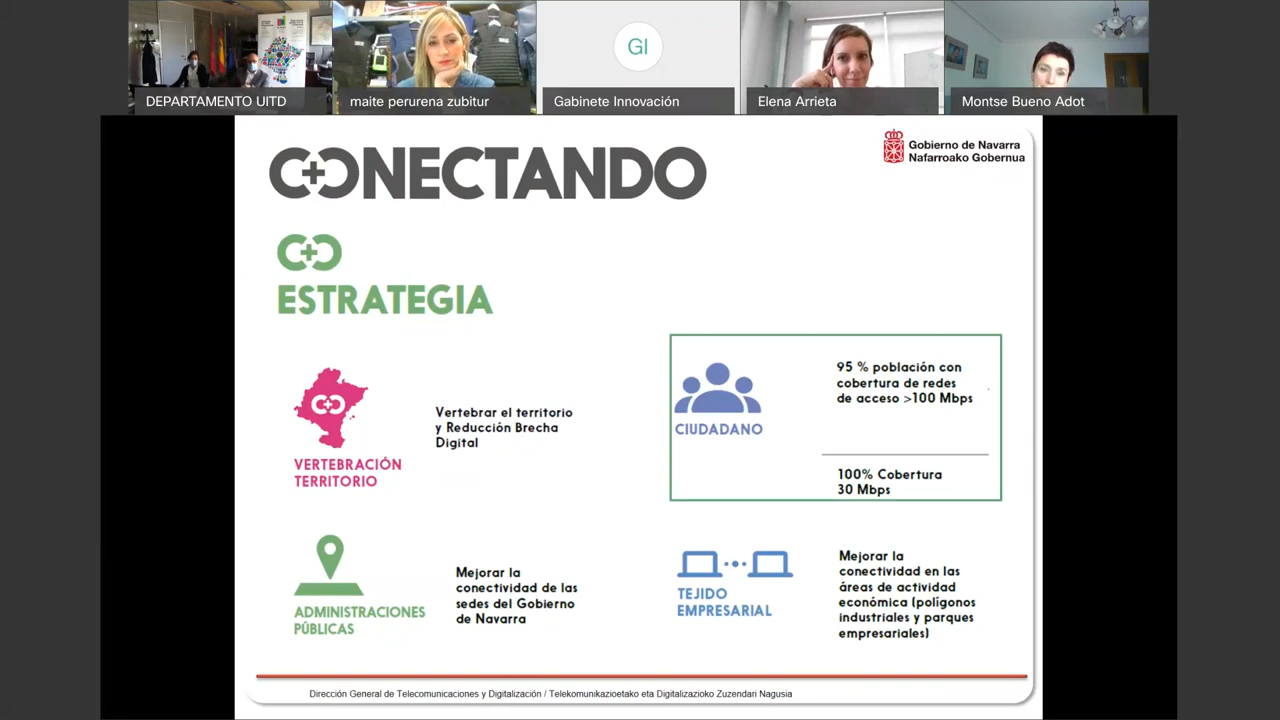 DEPARTAMENTO UITD
maite perurena zubitur
GI
Gabinete Innovación
Elena Arrieta
Montse Bueno Adot
CONECTANDO
Gobierno de Navarra
Nafarroako Gobernua
ESTRATEGIA
VERTEBRACIÓN
TERRITORIO
Vertebrar el territorio
y Reducción Brecha
Digital
CIUDADANO
95 % población con
cobertura de redes
de acceso >100 Mbps
100% Cobertura
30 Mbps
ADMINISTRACIONES
PÚBLICAS
Mejorar la
conectividad de las
sedes del Gobierno
de Navarra
TEJIDO
EMPRESARIAL
Mejorar la
conectividad en las
áreas de actividad
económica (polígonos
industriales y parques
empresariales)
Dirección General de Telecomunicaciones y Digitalización / Telekomunikazioetako eta Digitalizazioko Zuzendari Nagusia